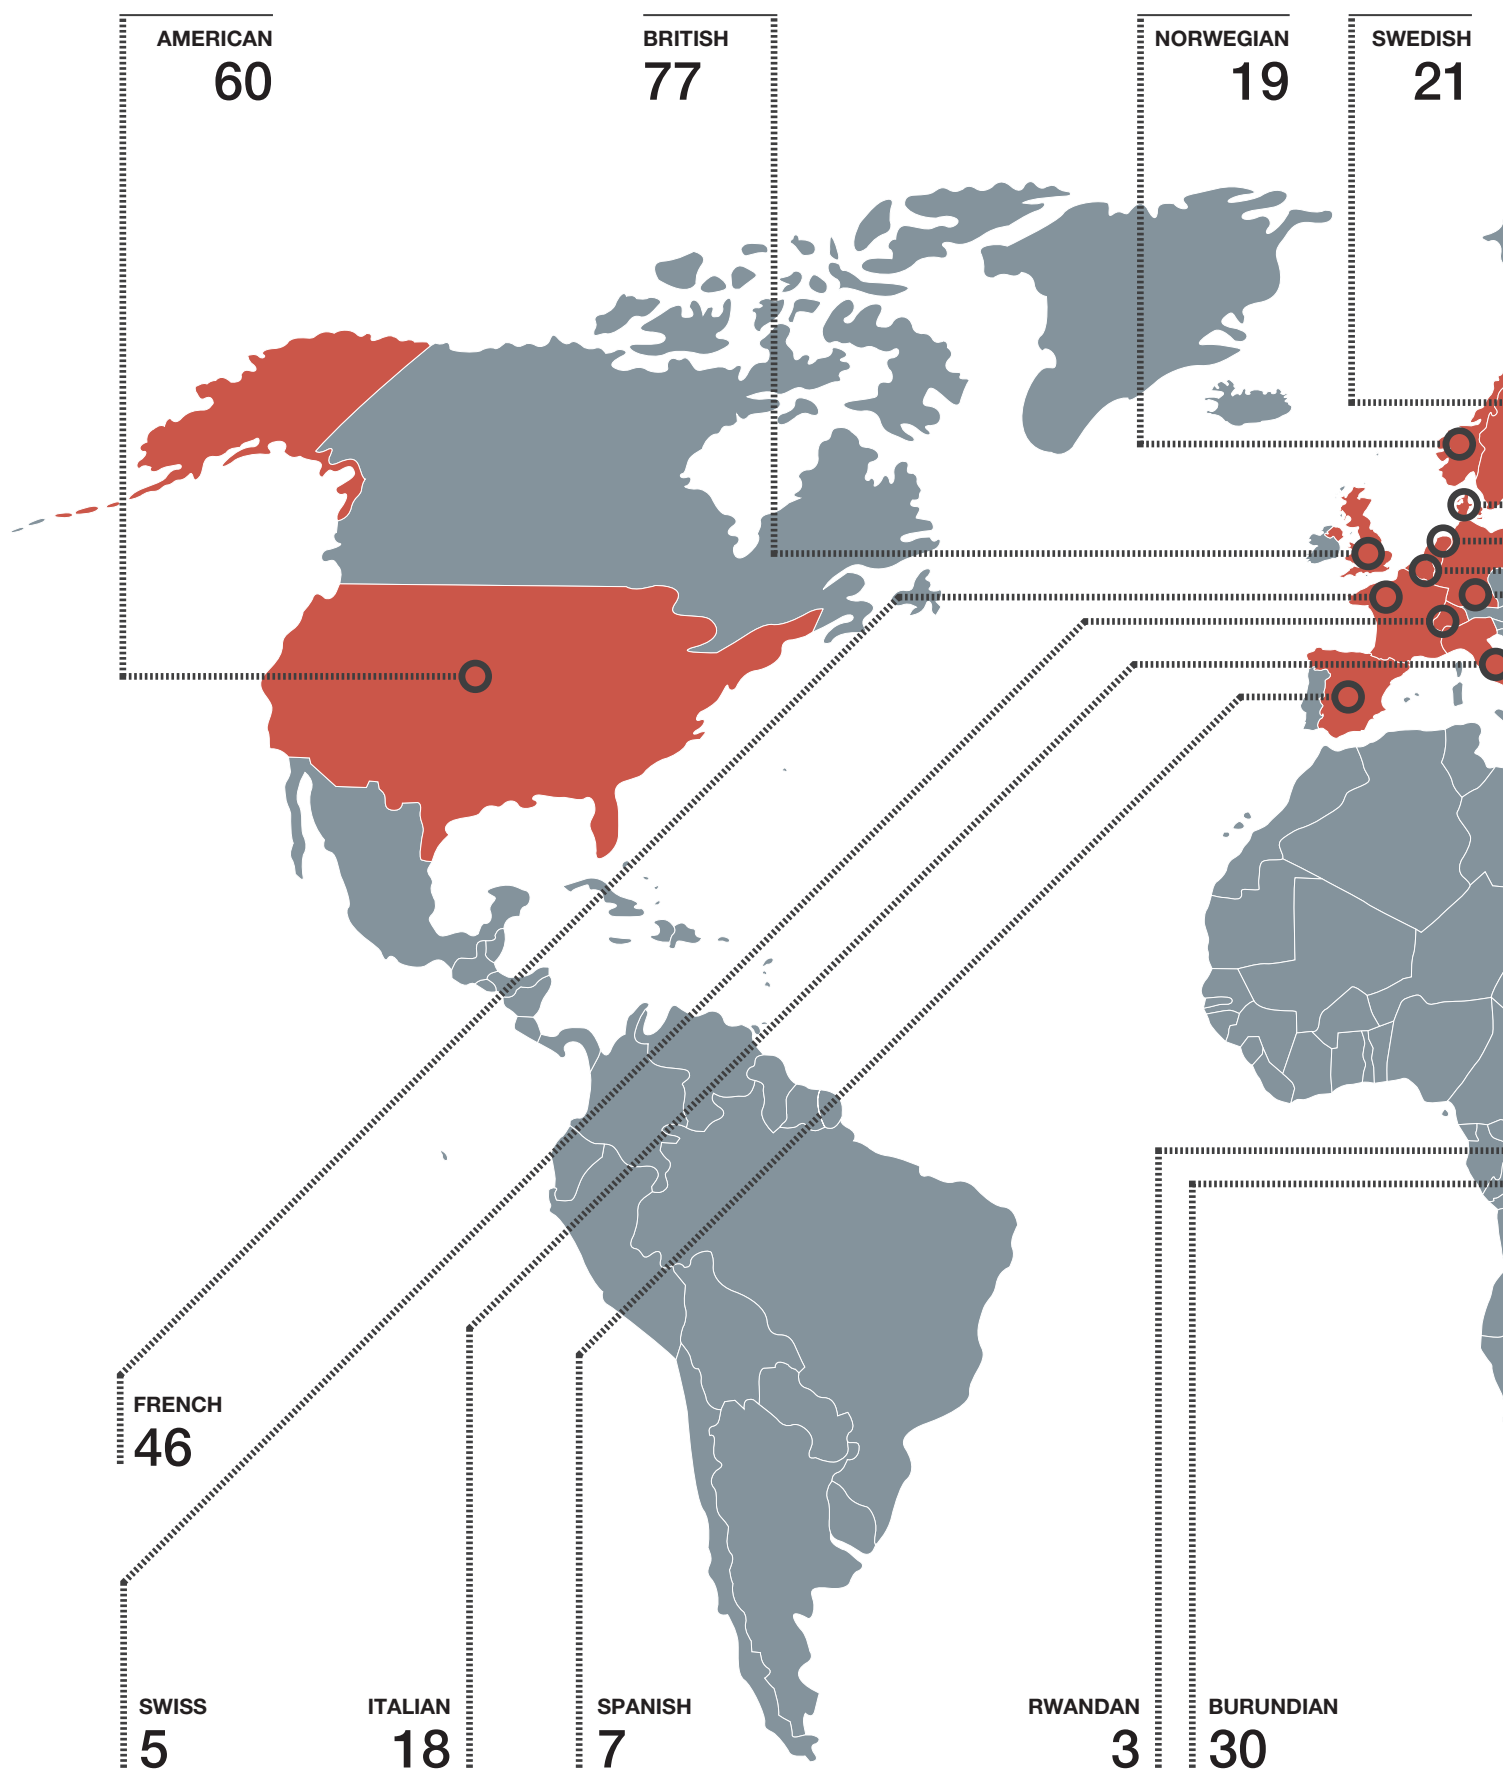 AMERICAN
60
BRITISH
77
NORWEGIAN
19
SWEDISH
21
FRENCH
46
SWISS
5
ITALIAN
18
SPANISH
7
RWANDAN
3
BURUNDIAN
30